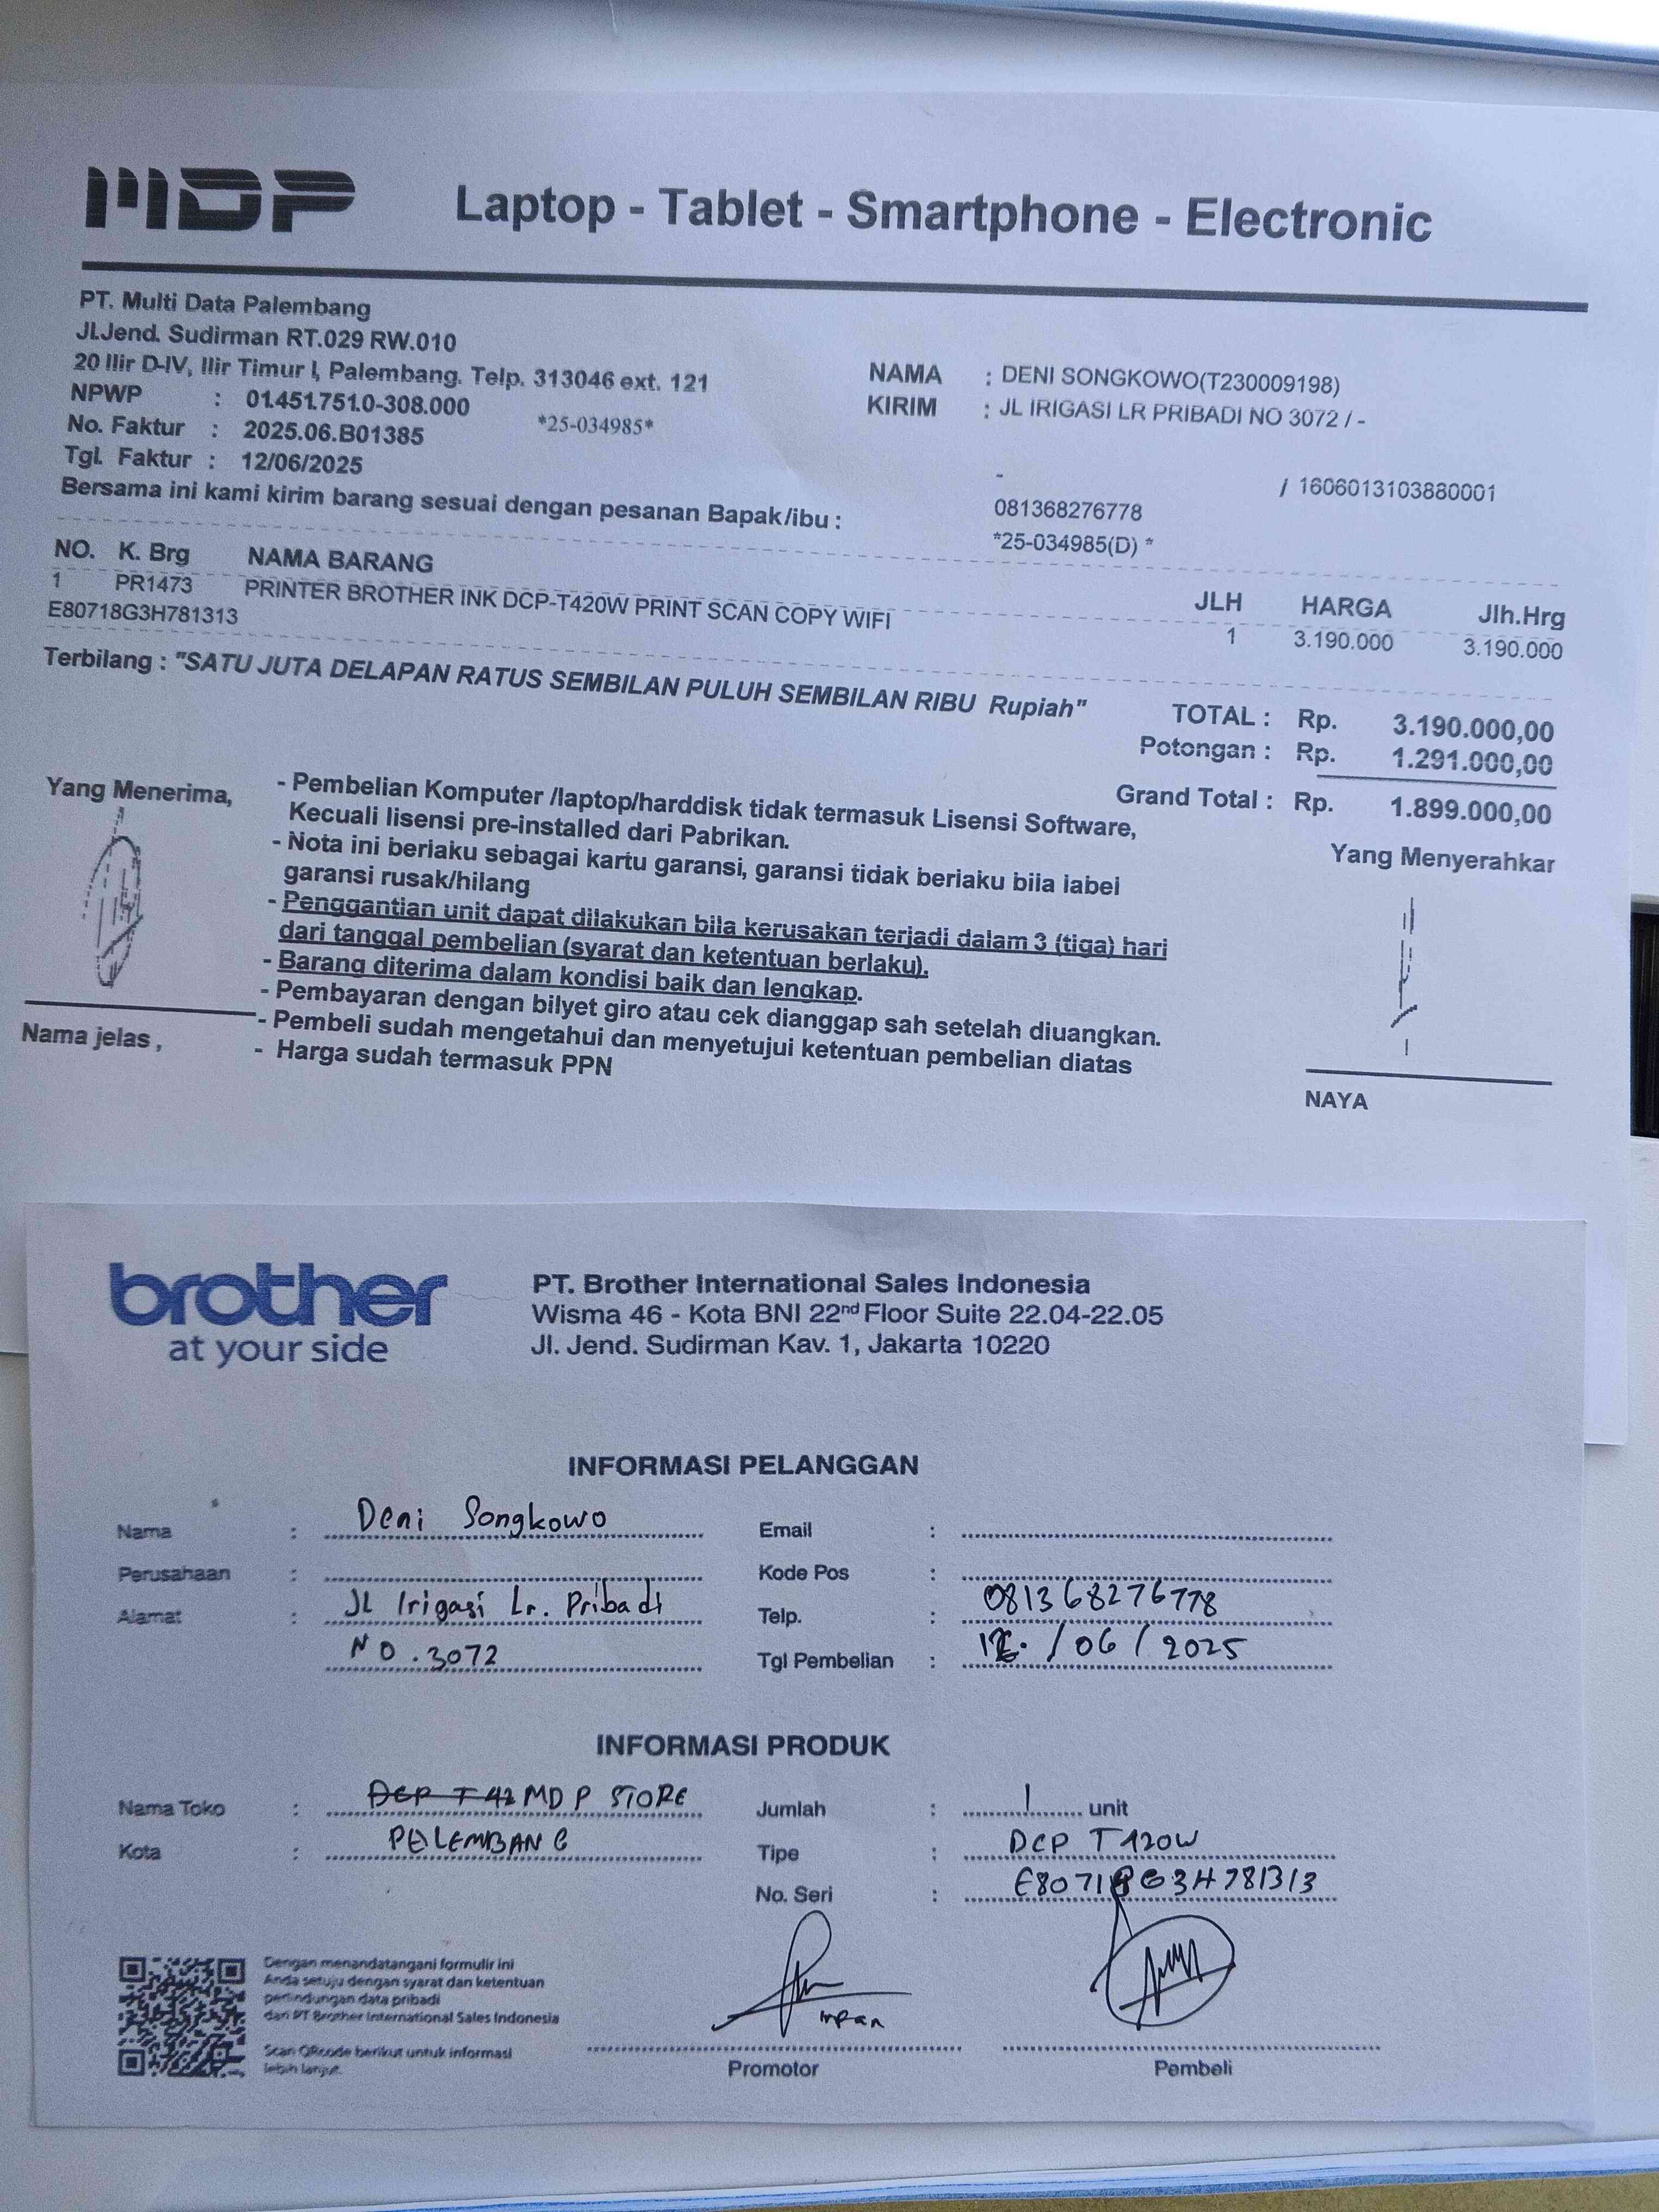 MDP Laptop - Tablet - Smartphone - Electronic
PT. Multi Data Palembang
Jl.Jend. Sudirman RT.029 RW.010
20 Ilir D-IV, Ilir Timur I, Palembang. Telp. 313046 ext. 121
NPWP : 01.451.751.0-308.000
No. Faktur : 2025.06.B01385 *25-034985*
Tgl. Faktur : 12/06/2025
Bersama ini kami kirim barang sesuai dengan pesanan Bapak/ibu :
NAMA : DENI SONGKOWO(T230009198)
KIRIM : JL IRIGASI LR PRIBADI NO 3072 / -
- / 1606013103880001
081368276778
*25-034985(D) *
NO. K. Brg NAMA BARANG JLH HARGA Jlh.Hrg
1 PR1473 PRINTER BROTHER INK DCP-T420W PRINT SCAN COPY WIFI 1 3.190.000 3.190.000
E80718G3H781313
Terbilang : "SATU JUTA DELAPAN RATUS SEMBILAN PULUH SEMBILAN RIBU Rupiah"
TOTAL : Rp. 3.190.000,00
Potongan : Rp. 1.291.000,00
Grand Total : Rp. 1.899.000,00
Yang Menerima,
- Pembelian Komputer /laptop/harddisk tidak termasuk Lisensi Software,
Kecuali lisensi pre-installed dari Pabrikan.
- Nota ini berlaku sebagai kartu garansi, garansi tidak berlaku bila label
garansi rusak/hilang
- Penggantian unit dapat dilakukan bila kerusakan terjadi dalam 3 (tiga) hari
dari tanggal pembelian (syarat dan ketentuan berlaku).
- Barang diterima dalam kondisi baik dan lengkap.
- Pembayaran dengan bilyet giro atau cek dianggap sah setelah diuangkan.
- Pembeli sudah mengetahui dan menyetujui ketentuan pembelian diatas
- Harga sudah termasuk PPN
Nama jelas ,
Yang Menyerahkar
NAYA
brother
at your side
PT. Brother International Sales Indonesia
Wisma 46 - Kota BNI 22nd Floor Suite 22.04-22.05
Jl. Jend. Sudirman Kav. 1, Jakarta 10220
INFORMASI PELANGGAN
Nama : Deni Songkowo
Perusahaan :
Alamat : JL Irigasi Lr. Pribadi
NO . 3072
Email :
Kode Pos :
Telp. : 081368276778
Tgl Pembelian : /06/2025
INFORMASI PRODUK
Nama Toko : DCP T42 MDP STORE
Kota : PALEMBANG
Jumlah : 1 unit
Tipe : DCP T420W
No. Seri : E80718G3H781313
Dengan menandatangani formulir ini
Anda setuju dengan syarat dan ketentuan
perlindungan data pribadi
dari PT Brother International Sales Indonesia
Scan QRcode berikut untuk informasi
lebih lanjut.
Irpan
Promotor
Pembeli